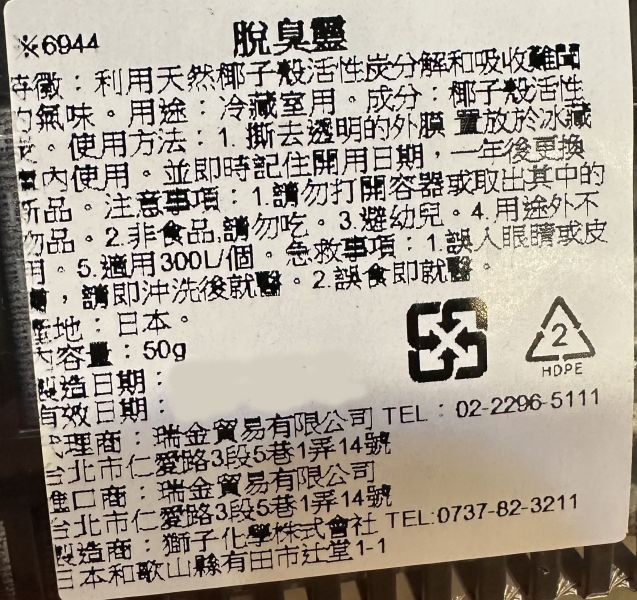 ※6944
脫臭靈
特徵：利用天然椰子殼活性炭分解和吸收難聞
的氣味。用途：冷藏室用。成分：椰子殼活性
。使用方法：1. 撕去透明的外膜 置放於冰藏
室內使用。並即時記住開用日期，一年後更換
新品。注意事項：1.請勿打開容器或取出其中的
物品。2.非食品,請勿吃。3.避幼兒。4.用途外不
用。5.適用300L/個。急救事項：1.誤入眼睛或皮
膚，請即沖洗後就醫。2.誤食即就醫。
產地：日本。
內容量：50g
製造日期：
有效日期：
代理商：瑞金貿易有限公司 TEL：02-2296-5111
台北市仁愛路3段5巷1弄14號
進口商：瑞金貿易有限公司
台北市仁愛路3段5巷1弄14號
製造商：獅子化學株式會社 TEL:0737-82-3211
日本和歌山縣有田市辻堂1-1
2
HDPE